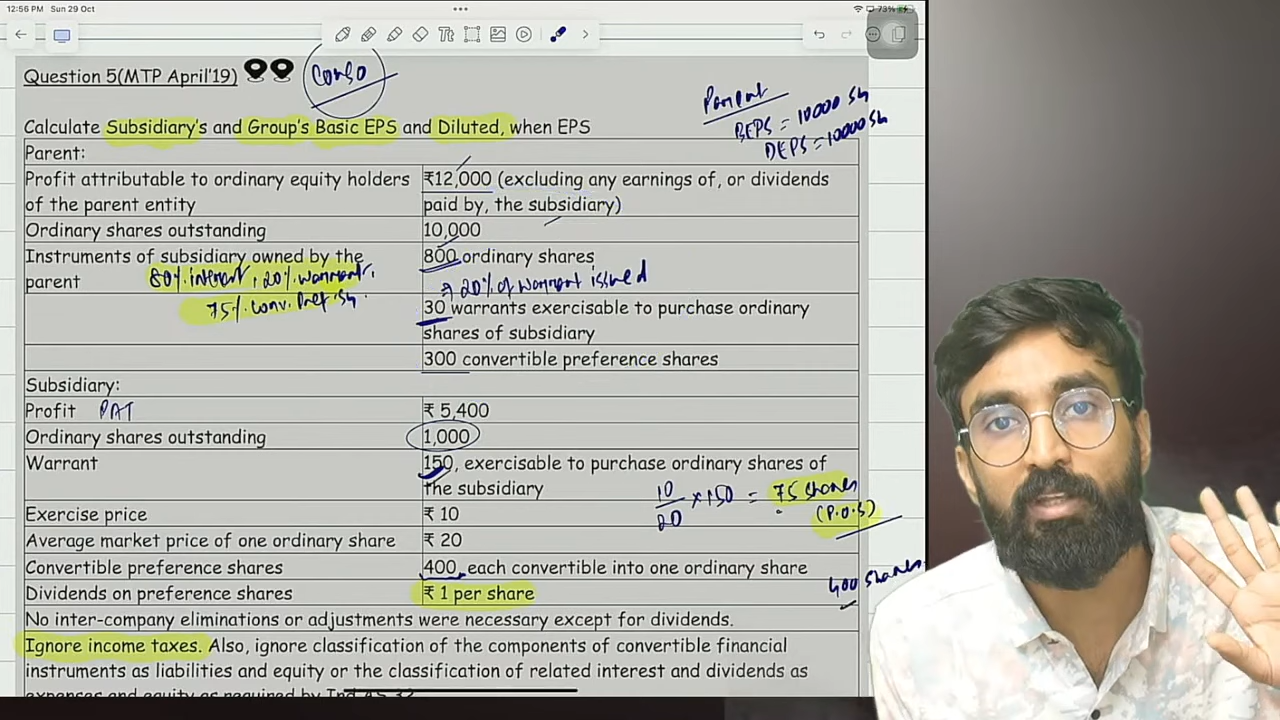 12:56 PM Sun 29 Oct
73%
Question 5(MTP April'19)
Conso
Parent
BEPS = 10000 Sh
DEPS = 10000 Sh
Calculate Subsidiary's and Group's Basic EPS and Diluted, when EPS
Parent:
Profit attributable to ordinary equity holders of the parent entity
₹12,000 (excluding any earnings of, or dividends paid by, the subsidiary)
Ordinary shares outstanding
10,000
Instruments of subsidiary owned by the parent
80% interest, 20% warrant,
75% conv. Pref Sh.
800 ordinary shares
→ 20% of warrant issued
30 warrants exercisable to purchase ordinary shares of subsidiary
300 convertible preference shares
Subsidiary:
Profit PAT
₹ 5,400
Ordinary shares outstanding
1,000
Warrant
150, exercisable to purchase ordinary shares of the subsidiary
10/20 × 150 = 75 shares
(P.O.S)
Exercise price
₹ 10
Average market price of one ordinary share
₹ 20
Convertible preference shares
400, each convertible into one ordinary share
400 shares
Dividends on preference shares
₹ 1 per share
No inter-company eliminations or adjustments were necessary except for dividends.
Ignore income taxes. Also, ignore classification of the components of convertible financial
instruments as liabilities and equity or the classification of related interest and dividends as
expenses and equity as required by Ind AS 32